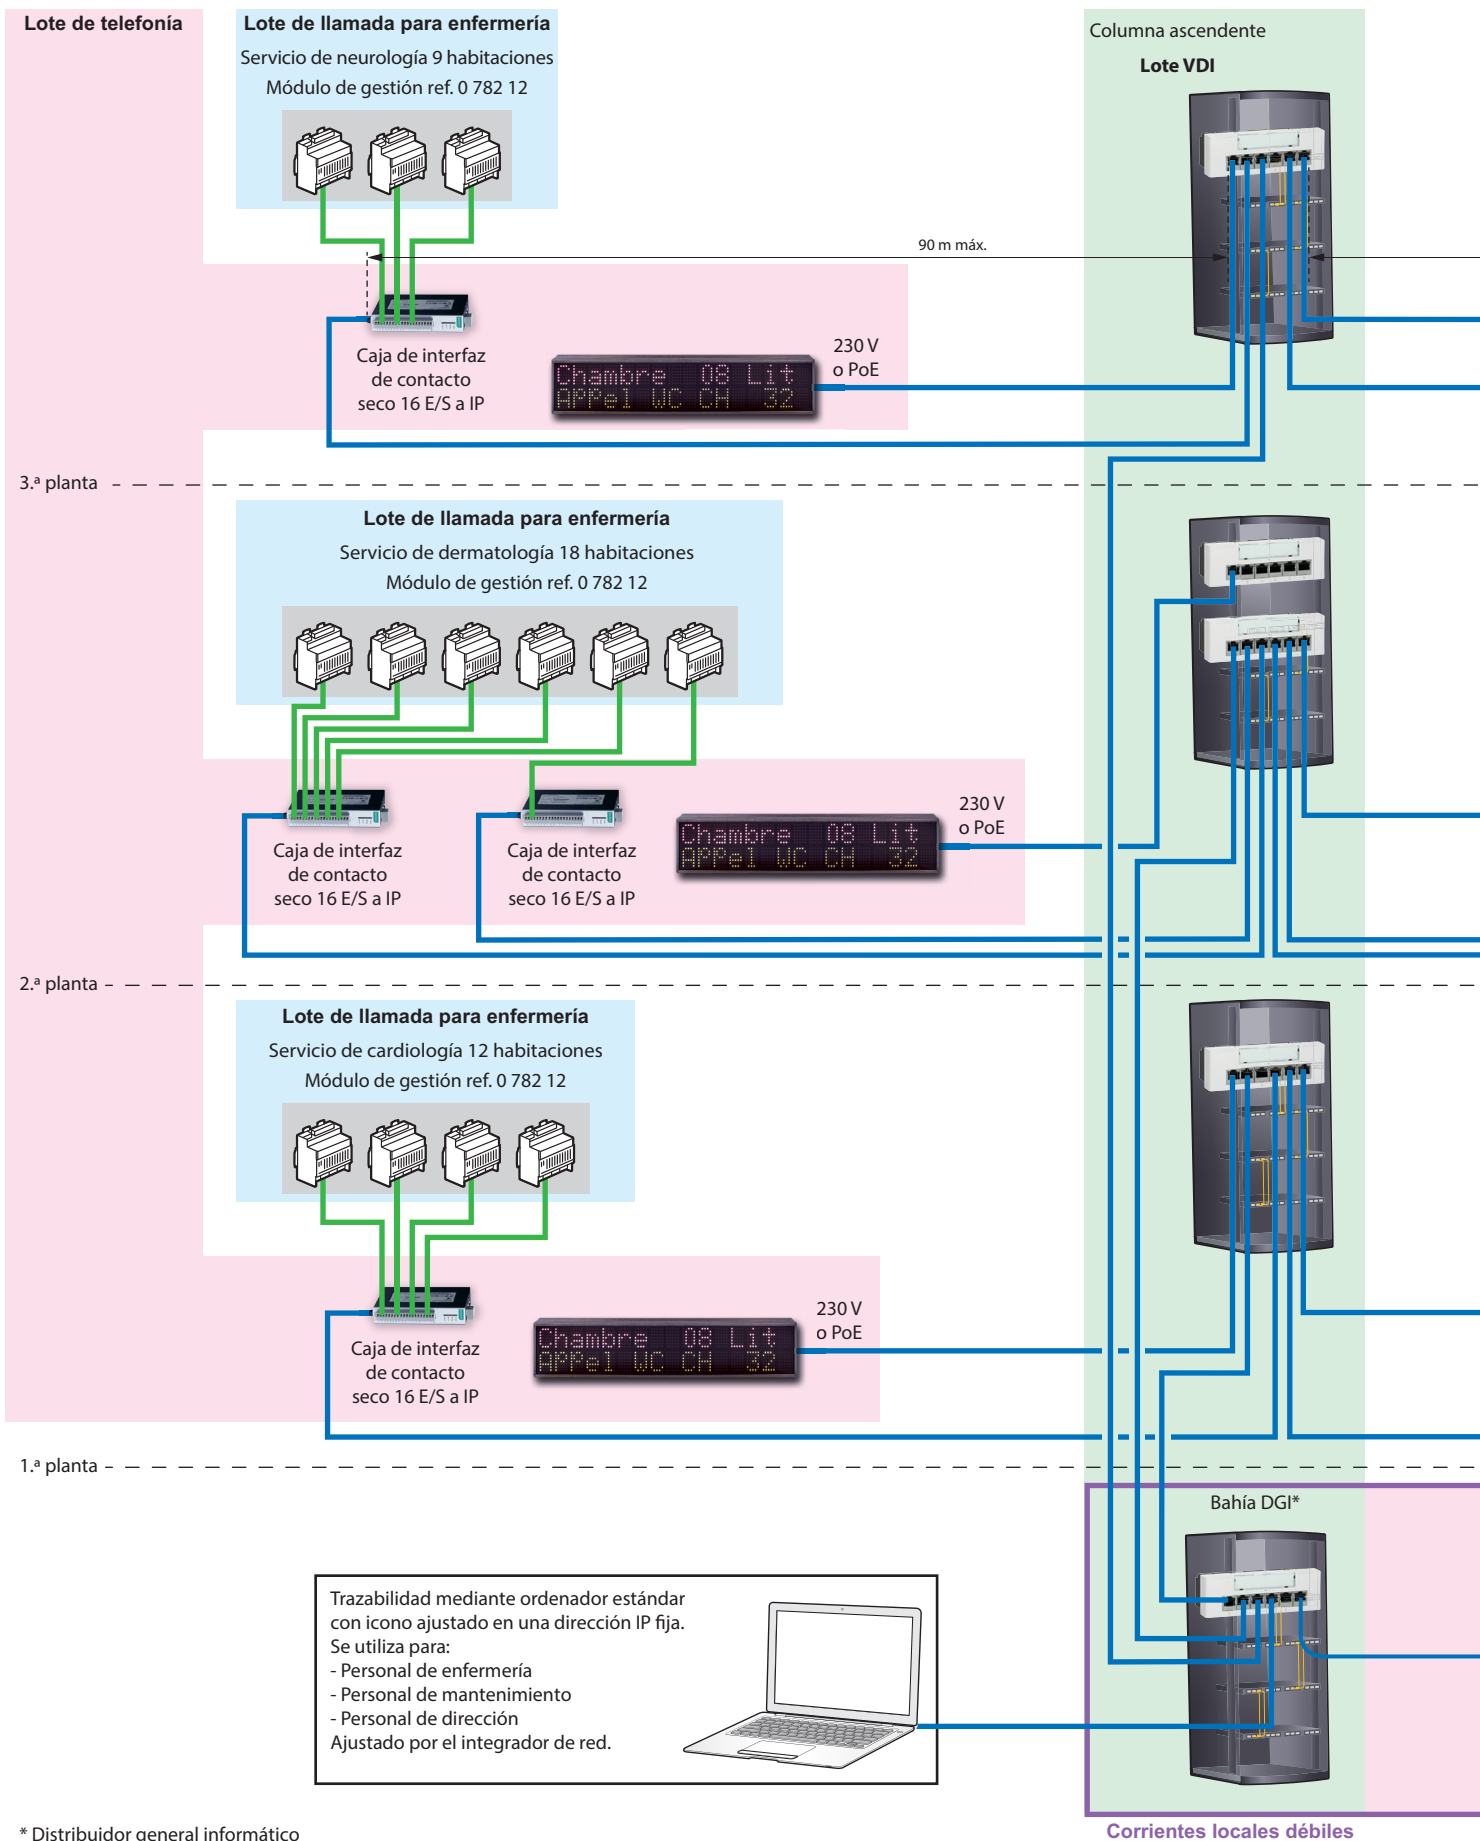 Lote de telefonía
Lote de llamada para enfermería
Servicio de neurología 9 habitaciones
Módulo de gestión ref. 0 782 12
Columna ascendente
Lote VDI
90 m máx.
Caja de interfaz
de contacto
seco 16 E/S a IP
Chambre 08 Lit
APPel WC CH 32
230 V
o PoE
3.ª planta
Lote de llamada para enfermería
Servicio de dermatología 18 habitaciones
Módulo de gestión ref. 0 782 12
Caja de interfaz
de contacto
seco 16 E/S a IP
Caja de interfaz
de contacto
seco 16 E/S a IP
Chambre 08 Lit
APPel WC CH 32
230 V
o PoE
2.ª planta
Lote de llamada para enfermería
Servicio de cardiología 12 habitaciones
Módulo de gestión ref. 0 782 12
Caja de interfaz
de contacto
seco 16 E/S a IP
Chambre 08 Lit
APPel WC CH 32
230 V
o PoE
1.ª planta
Bahía DGI*
Trazabilidad mediante ordenador estándar
con icono ajustado en una dirección IP fija.
Se utiliza para:
- Personal de enfermería
- Personal de mantenimiento
- Personal de dirección
Ajustado por el integrador de red.
Corrientes locales débiles
* Distribuidor general informático